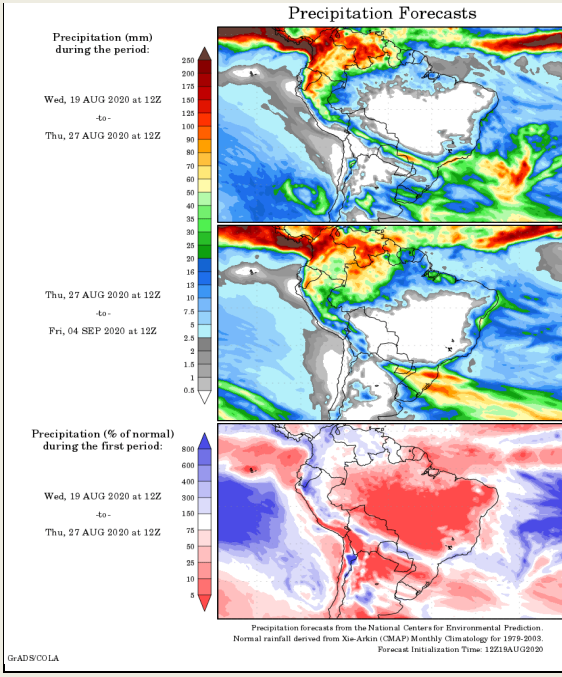 Precipitation Forecasts
Precipitation (mm)
during the period:
Wed, 19 AUG 2020 at 12Z
-to-
Thu, 27 AUG 2020 at 12Z
250
200
175
150
125
100
90
80
70
60
50
40
35
30
25
20
16
13
10
7.5
5
2.5
2
1.5
1
0.5
Thu, 27 AUG 2020 at 12Z
-to-
Fri, 04 SEP 2020 at 12Z
Precipitation (% of normal)
during the first period:
Wed, 19 AUG 2020 at 12Z
-to-
Thu, 27 AUG 2020 at 12Z
800
600
400
300
150
75
50
25
10
5
Precipitation forecasts from the National Centers for Environmental Prediction.
Normal rainfall derived from Xie-Arkin (CMAP) Monthly Climatology for 1979-2003.
Forecast Initialization Time: 12Z19AUG2020
GrADS/COLA